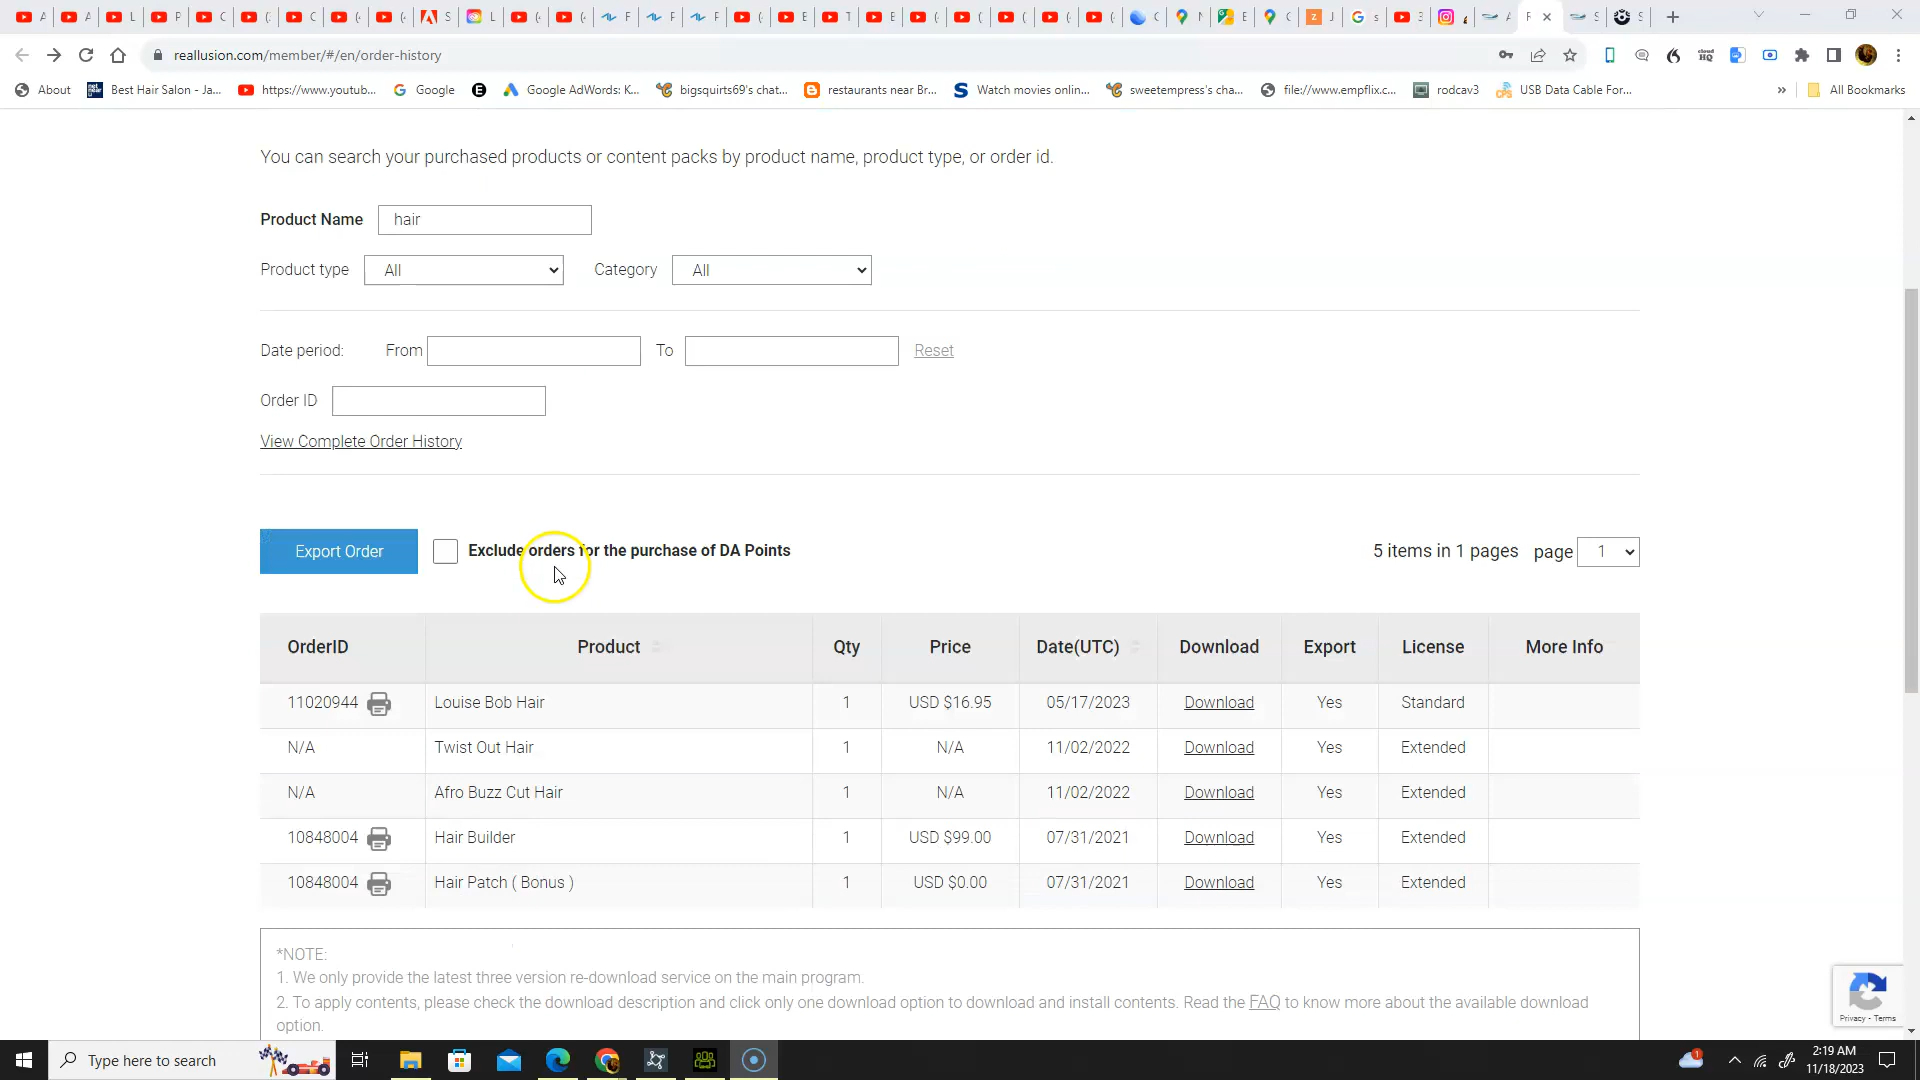 reallusion.com/member/#/en/order-history
About
Best Hair Salon - Ja...
https://www.youtub...
Google
Google AdWords: K...
bigsquirts69's chat...
restaurants near Br...
Watch movies onlin...
sweetempress's cha...
file://www.empflix.c...
rodcav3
USB Data Cable For...
»
All Bookmarks
You can search your purchased products or content packs by product name, product type, or order id.
Product Name hair
Product type All Category All
Date period: From To Reset
Order ID
View Complete Order History
Export Order Exclude orders for the purchase of DA Points 5 items in 1 pages page 1
OrderID Product Qty Price Date(UTC) Download Export License More Info
11020944 Louise Bob Hair 1 USD $16.95 05/17/2023 Download Yes Standard
N/A Twist Out Hair 1 N/A 11/02/2022 Download Yes Extended
N/A Afro Buzz Cut Hair 1 N/A 11/02/2022 Download Yes Extended
10848004 Hair Builder 1 USD $99.00 07/31/2021 Download Yes Extended
10848004 Hair Patch ( Bonus ) 1 USD $0.00 07/31/2021 Download Yes Extended
*NOTE:
1. We only provide the latest three version re-download service on the main program.
2. To apply contents, please check the download description and click only one download option to download and install contents. Read the FAQ to know more about the available download
option.
Privacy - Terms
Type here to search
2:19 AM
11/18/2023